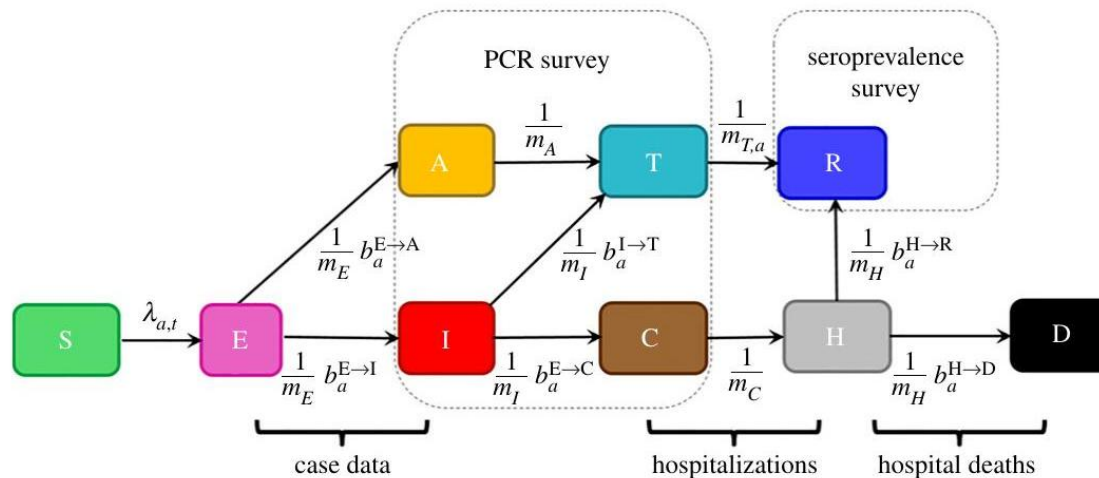 PCR survey
seroprevalence
survey
1/m_A
1/m_{T,a}
A
T
R
1/m_E b_a^{E→A}
1/m_I b_a^{I→T}
1/m_H b_a^{H→R}
λ_{a,t}
S
E
I
C
H
D
1/m_E b_a^{E→I}
1/m_I b_a^{E→C}
1/m_C
1/m_H b_a^{H→D}
case data
hospitalizations
hospital deaths